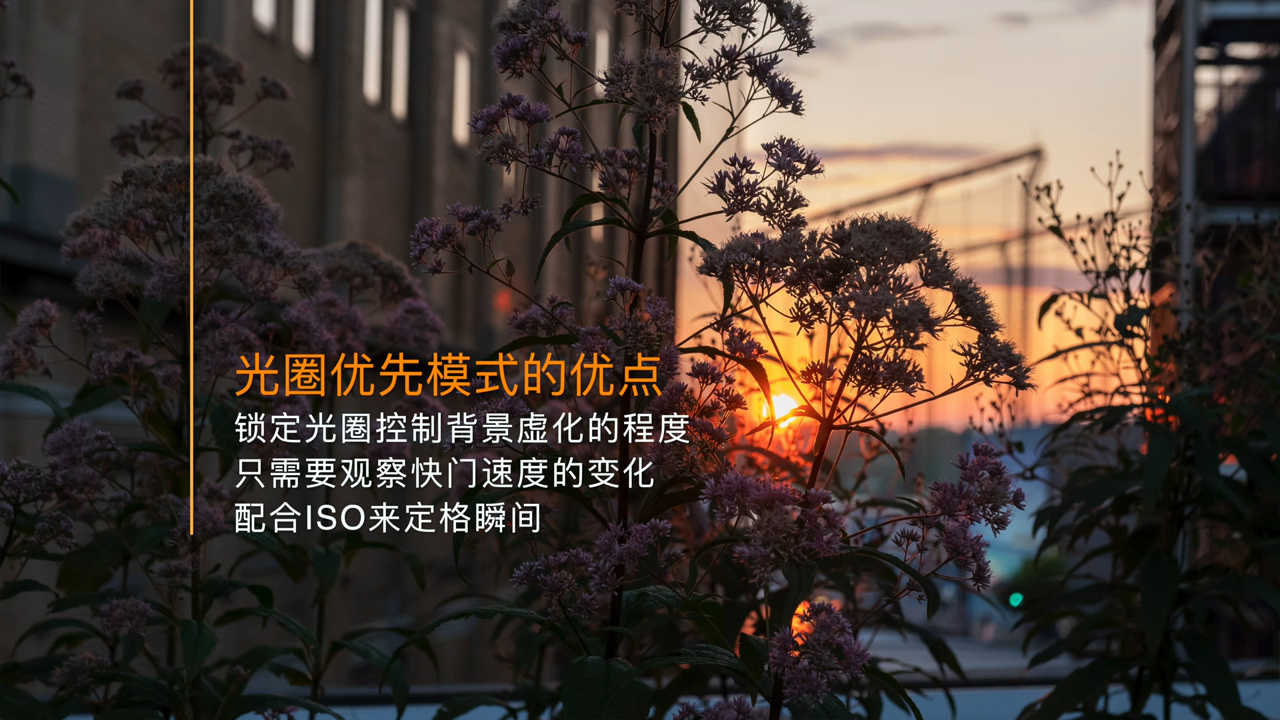 光圈优先模式的优点
锁定光圈控制背景虚化的程度
只需要观察快门速度的变化
配合ISO来定格瞬间